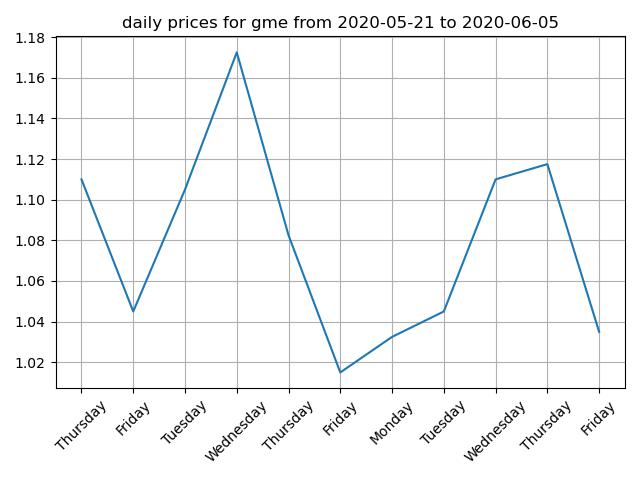 daily prices for gme from 2020-05-21 to 2020-06-05
1.18
1.16
1.14
1.12
1.10
1.08
1.06
1.04
1.02
Thursday
Friday
Tuesday
Wednesday
Thursday
Friday
Monday
Tuesday
Wednesday
Thursday
Friday